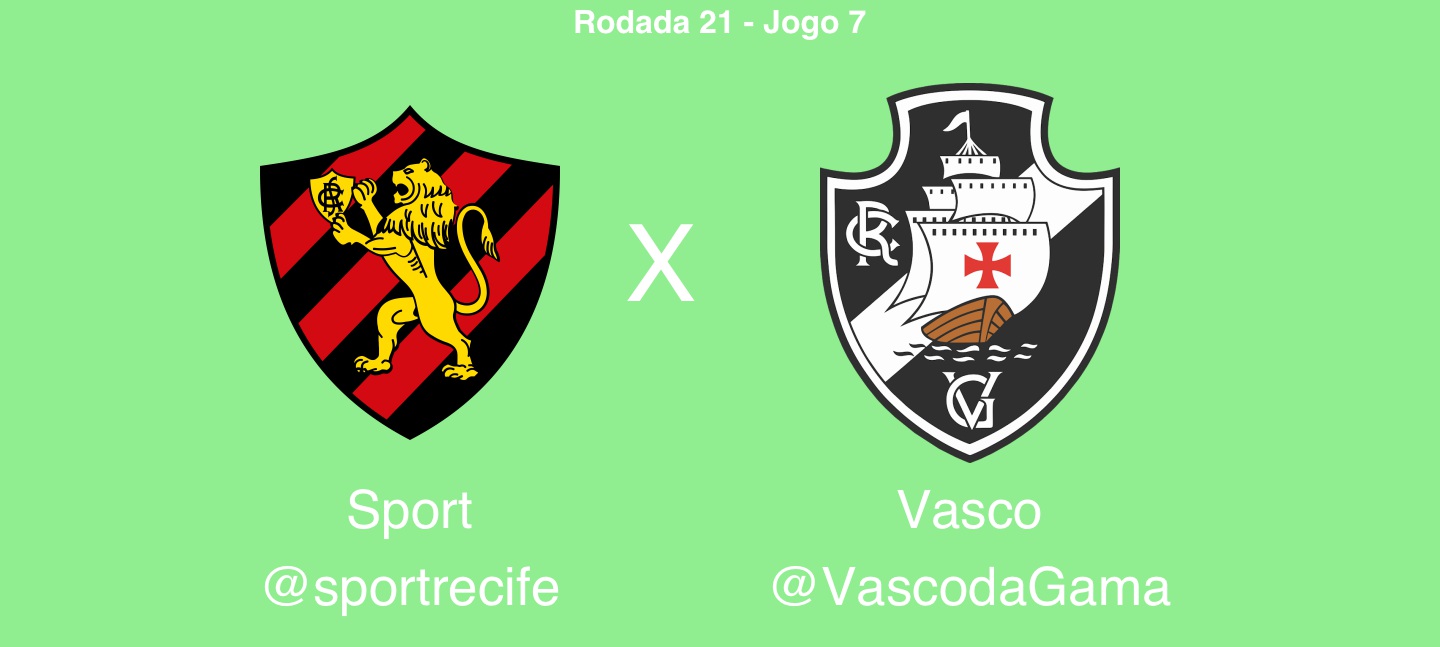 Rodada 21 - Jogo 7
X
Sport
Vasco
@sportrecife
@VascodaGama